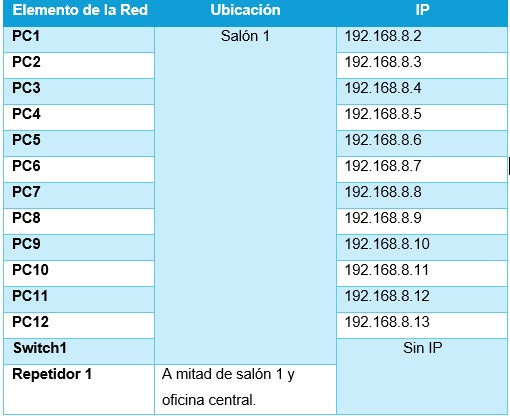 Elemento de la Red Ubicación IP
PC1 Salón 1 192.168.8.2
PC2 192.168.8.3
PC3 192.168.8.4
PC4 192.168.8.5
PC5 192.168.8.6
PC6 192.168.8.7
PC7 192.168.8.8
PC8 192.168.8.9
PC9 192.168.8.10
PC10 192.168.8.11
PC11 192.168.8.12
PC12 192.168.8.13
Switch1 Sin IP
Repetidor 1 A mitad de salón 1 y
oficina central.